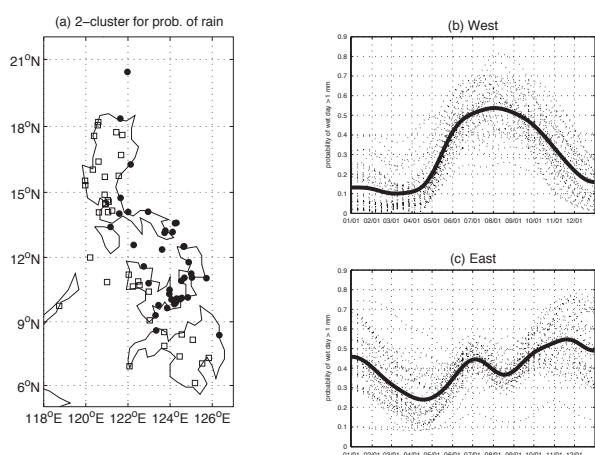 (a) 2−cluster for prob. of rain
21°N
18°N
15°N
12°N
9°N
6°N
118°E 120°E 122°E 124°E 126°E
(b) West
probability of wet day > 1 mm
0.9
0.8
0.7
0.6
0.5
0.4
0.3
0.2
0.1
0
01/01 02/01 03/01 04/01 05/01 06/01 07/01 08/01 09/01 10/01 11/01 12/01
(c) East
probability of wet day > 1 mm
0.9
0.8
0.7
0.6
0.5
0.4
0.3
0.2
0.1
0